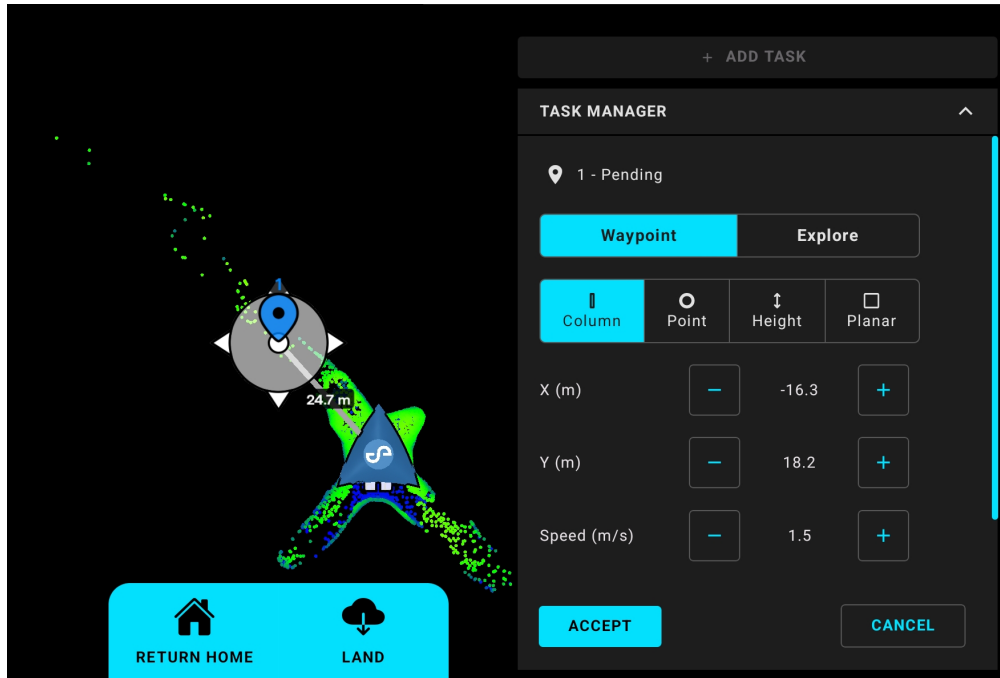 + ADD TASK
TASK MANAGER
1 - Pending
Waypoint Explore
Column Point Height Planar
X (m) − -16.3 +
Y (m) − 18.2 +
Speed (m/s) − 1.5 +
ACCEPT CANCEL
1
24.7 m
RETURN HOME LAND